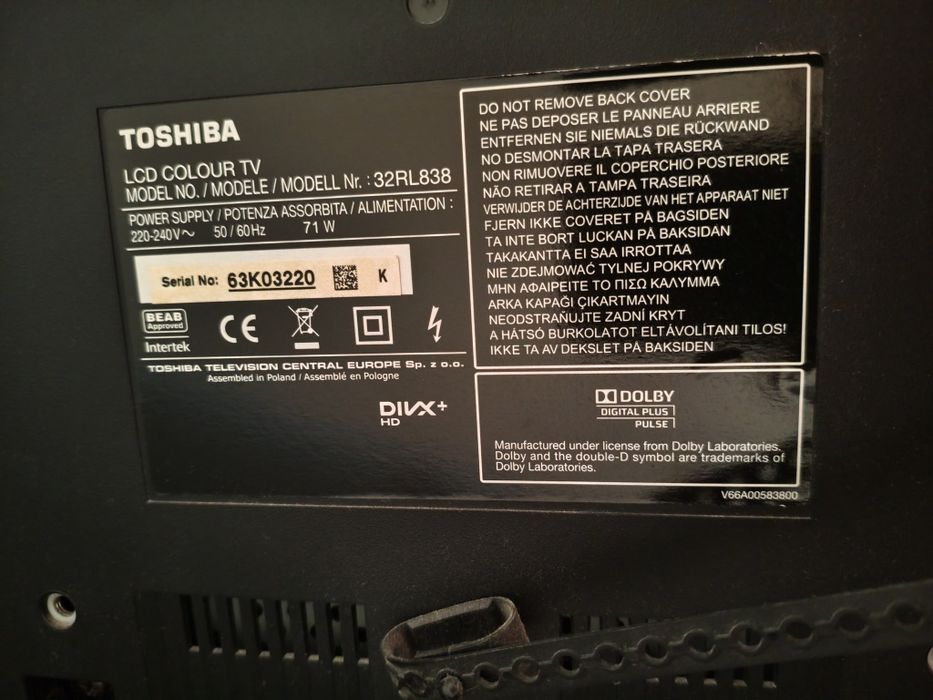 TOSHIBA
LCD COLOUR TV
MODEL NO. / MODELE / MODELL Nr. : 32RL838
POWER SUPPLY / POTENZA ASSORBITA / ALIMENTATION :
220-240V∼ 50 / 60Hz 71 W
Serial No: 63K03220 K
BEAB
Approved
Intertek
CE
TOSHIBA TELEVISION CENTRAL EUROPE Sp. z o.o.
Assembled in Poland / Assemblé en Pologne
DIVX+
HD
DO NOT REMOVE BACK COVER
NE PAS DEPOSER LE PANNEAU ARRIERE
ENTFERNEN SIE NIEMALS DIE RÜCKWAND
NO DESMONTAR LA TAPA TRASERA
NON RIMUOVERE IL COPERCHIO POSTERIORE
NÃO RETIRAR A TAMPA TRASEIRA
VERWIJDER DE ACHTERZIJDE VAN HET APPARAAT NIET
FJERN IKKE COVERET PÅ BAGSIDEN
TA INTE BORT LUCKAN PÅ BAKSIDAN
TAKAKANTTA EI SAA IRROTTAA
NIE ZDEJMOWAĆ TYLNEJ POKRYWY
ΜΗΝ ΑΦΑΙΡΕΙΤΕ ΤΟ ΠΙΣΩ ΚΑΛΥΜΜΑ
ARKA KAPAĞI ÇIKARTMAYIN
NEODSTRAŇUJTE ZADNÍ KRYT
A HÁTSÓ BURKOLATOT ELTÁVOLÍTANI TILOS!
IKKE TA AV DEKSLET PÅ BAKSIDEN
DOLBY
DIGITAL PLUS
PULSE
Manufactured under license from Dolby Laboratories.
Dolby and the double-D symbol are trademarks of
Dolby Laboratories.
V66A00583800